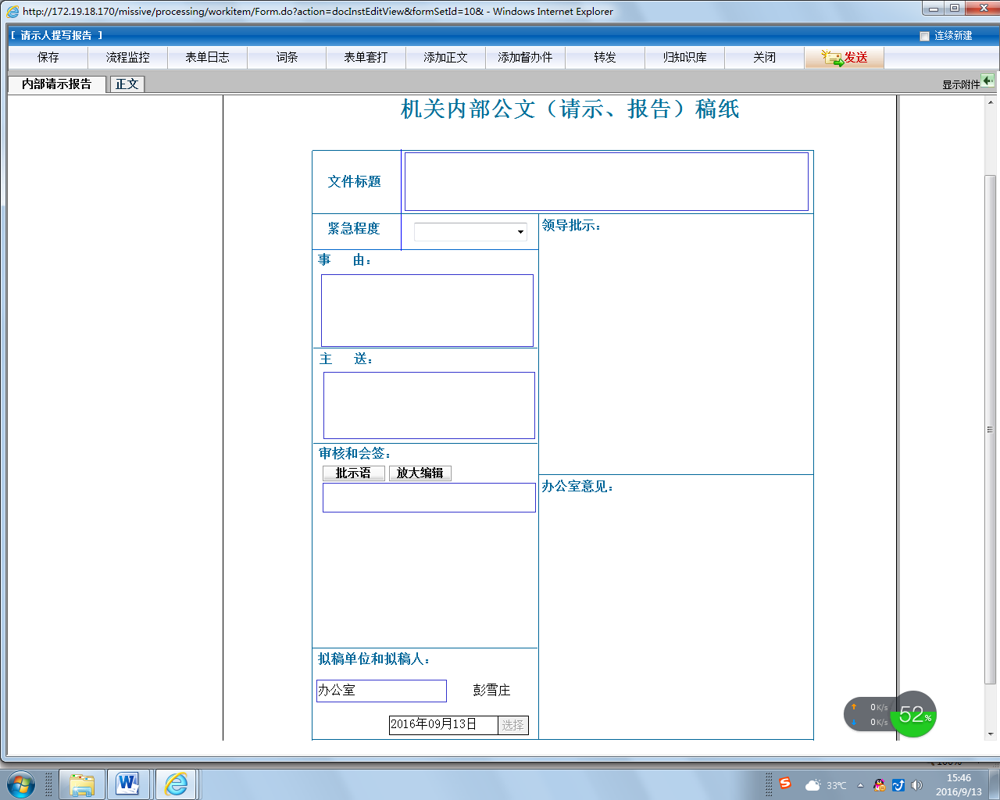 http://172.19.18.170/missive/processing/workitem/Form.do?action=docInstEditView&formSetId=10& - Windows Internet Explorer
[ 请示人提写报告 ]
连续新建
保存 流程监控 表单日志 词条 表单套打 添加正文 添加督办件 转发 归知识库 关闭 发送
内部请示报告 正文
显示附件
机关内部公文（请示、报告）稿纸
文件标题
紧急程度
领导批示：
事 由：
主 送：
审核和会签：
批示语 放大编辑
办公室意见：
拟稿单位和拟稿人：
办公室 彭雪庄
2016年09月13日 选择
0K/s
0K/s
52%
33℃
15:46
2016/9/13